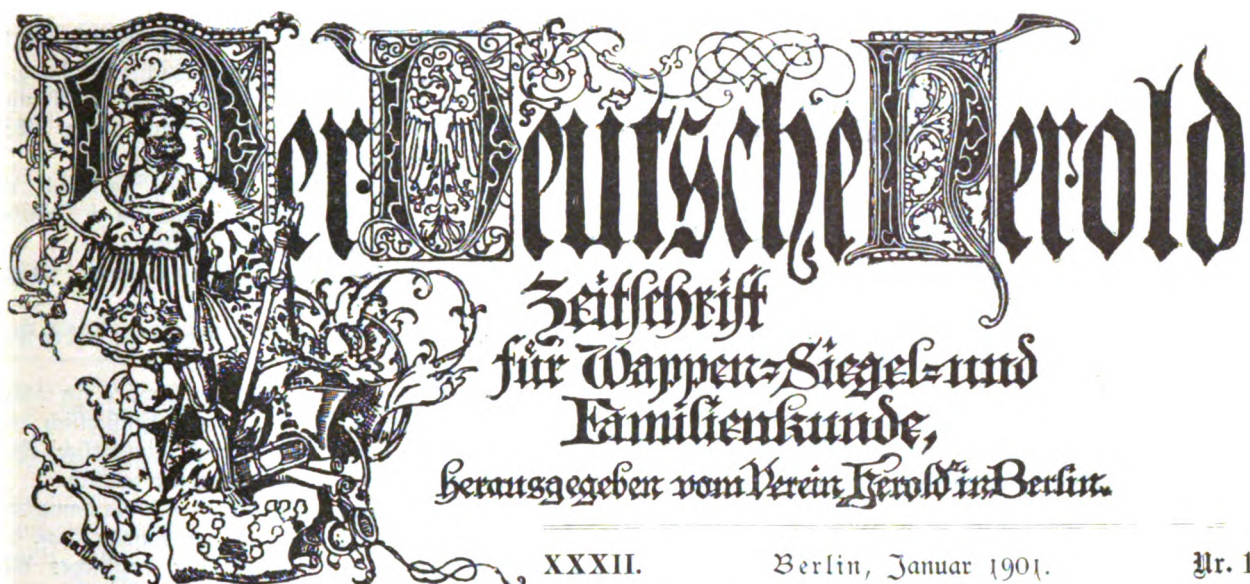 Der Deutsche Herold
Zeitschrift
für Wappen-Siegel-und
Familienkunde,
herausgegeben vom Verein Herold in Berlin.
XXXII. Berlin, Januar 1901. Nr. 1